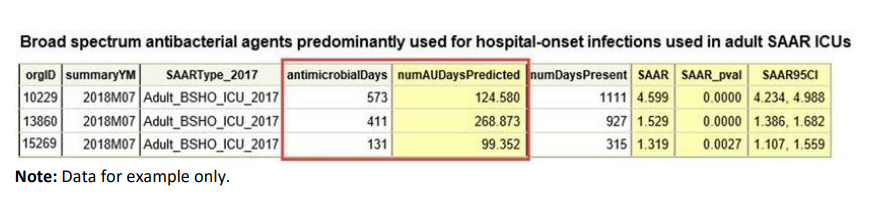 Broad spectrum antibacterial agents predominantly used for hospital-onset infections used in adult SAAR ICUs
orgID summaryYM SAARType_2017 antimicrobialDays numAUDaysPredicted numDaysPresent SAAR SAAR_pval SAAR95CI
10229 2018M07 Adult_BSHO_ICU_2017 573 124.580 1111 4.599 0.0000 4.234, 4.988
13860 2018M07 Adult_BSHO_ICU_2017 411 268.873 927 1.529 0.0000 1.386, 1.682
15269 2018M07 Adult_BSHO_ICU_2017 131 99.352 315 1.319 0.0027 1.107, 1.559
Note: Data for example only.